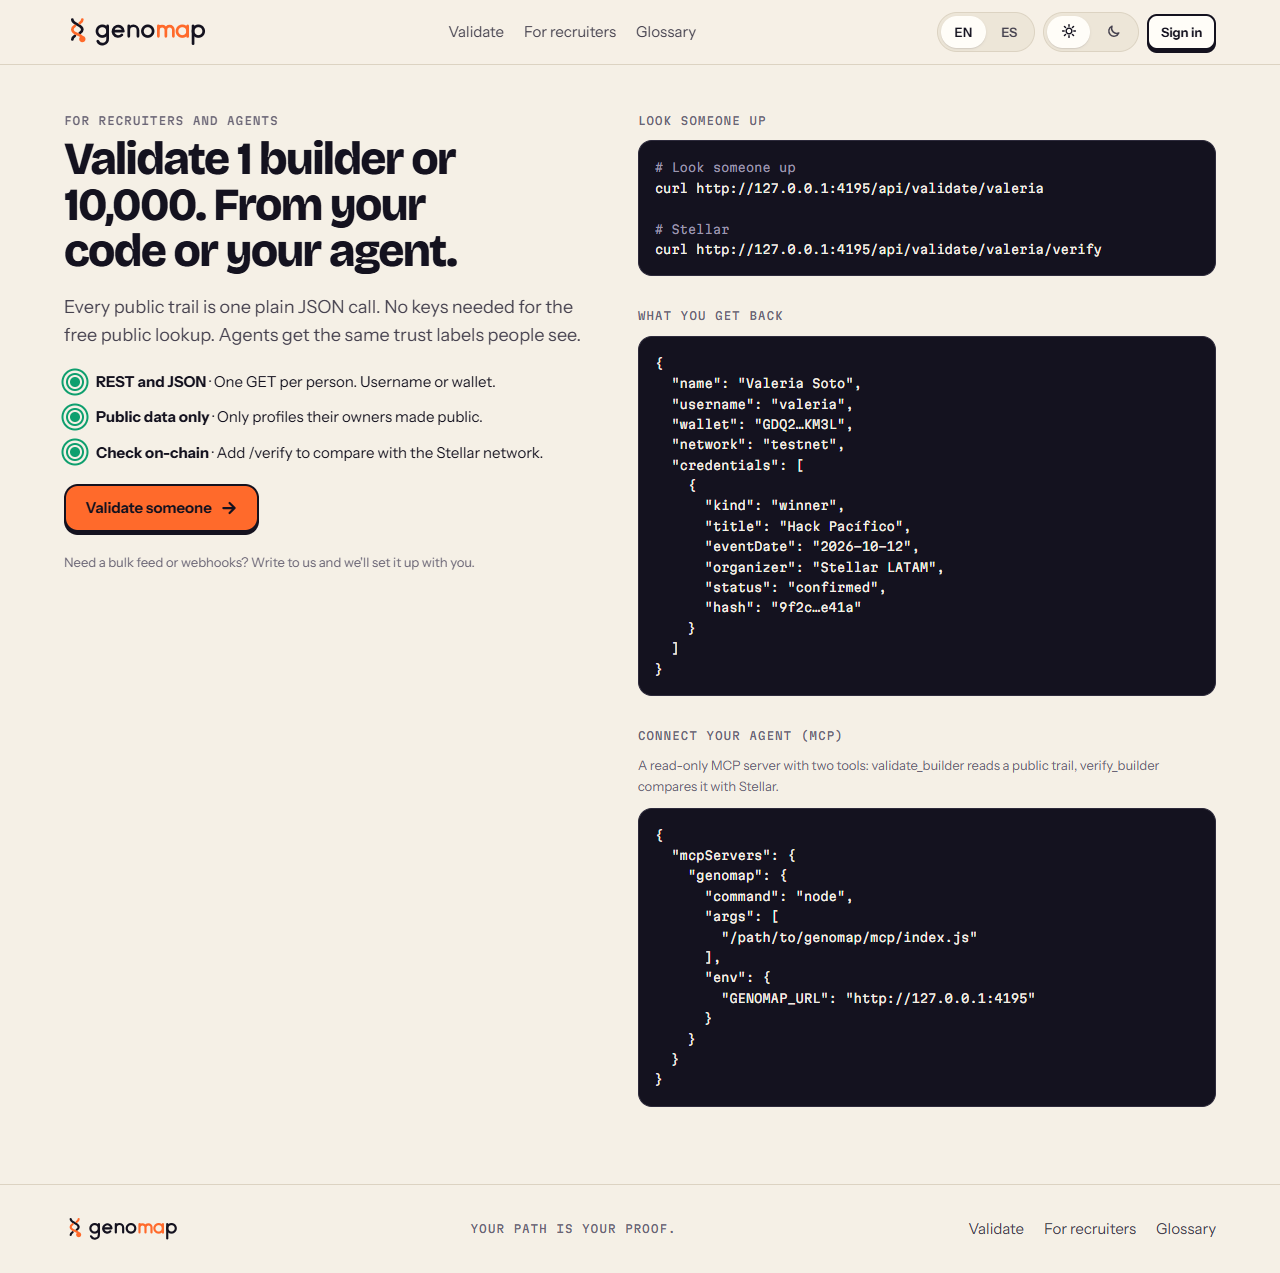 genomap
Validate For recruiters Glossary
EN ES
Sign in
FOR RECRUITERS AND AGENTS
Validate 1 builder or
10,000. From your
code or your agent.
Every public trail is one plain JSON call. No keys needed for the
free public lookup. Agents get the same trust labels people see.
REST and JSON · One GET per person. Username or wallet.
Public data only · Only profiles their owners made public.
Check on-chain · Add /verify to compare with the Stellar network.
Validate someone →
Need a bulk feed or webhooks? Write to us and we'll set it up with you.
LOOK SOMEONE UP
# Look someone up
curl http://127.0.0.1:4195/api/validate/valeria
# Stellar
curl http://127.0.0.1:4195/api/validate/valeria/verify
WHAT YOU GET BACK
{
"name": "Valeria Soto",
"username": "valeria",
"wallet": "GDQ2…KM3L",
"network": "testnet",
"credentials": [
{
"kind": "winner",
"title": "Hack Pacífico",
"eventDate": "2026-10-12",
"organizer": "Stellar LATAM",
"status": "confirmed",
"hash": "9f2c…e41a"
}
]
}
CONNECT YOUR AGENT (MCP)
A read-only MCP server with two tools: validate_builder reads a public trail, verify_builder
compares it with Stellar.
{
"mcpServers": {
"genomap": {
"command": "node",
"args": [
"/path/to/genomap/mcp/index.js"
],
"env": {
"GENOMAP_URL": "http://127.0.0.1:4195"
}
}
}
}
genomap
YOUR PATH IS YOUR PROOF.
Validate For recruiters Glossary